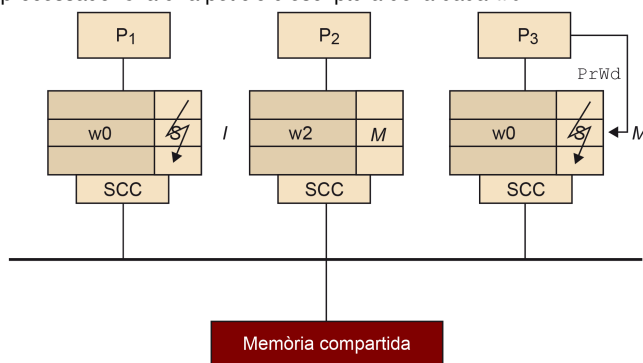 P1 P2 P3
PrWd
w0 S I w2 M w0 S M
SCC SCC SCC
Memòria compartida